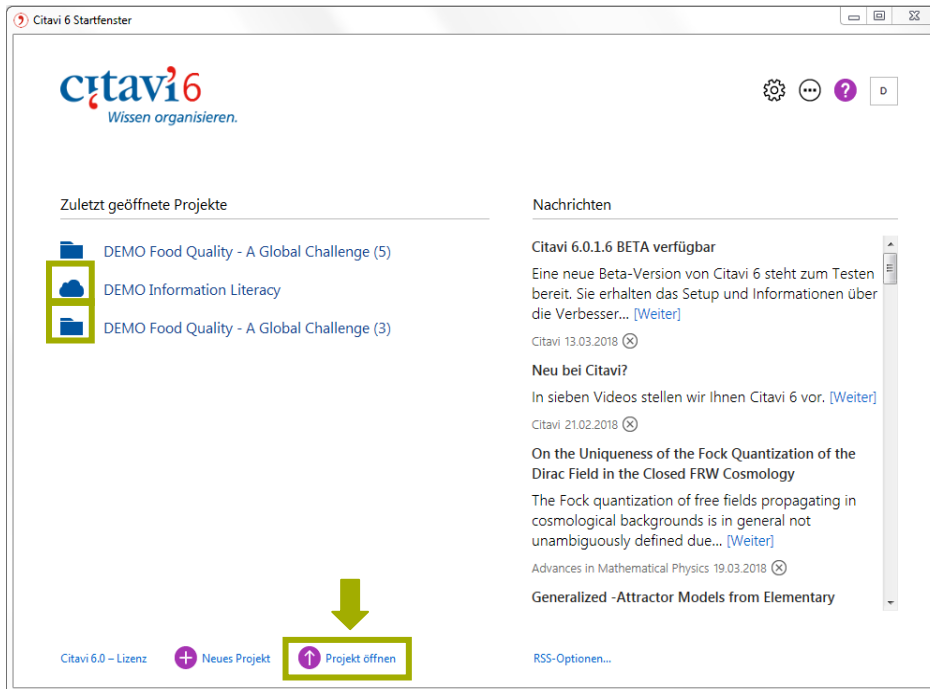 Citavi 6 Startfenster
Citavi 6
Wissen organisieren.
D
Zuletzt geöffnete Projekte
DEMO Food Quality - A Global Challenge (5)
DEMO Information Literacy
DEMO Food Quality - A Global Challenge (3)
Nachrichten
Citavi 6.0.1.6 BETA verfügbar
Eine neue Beta-Version von Citavi 6 steht zum Testen
bereit. Sie erhalten das Setup und Informationen über
die Verbesser... [Weiter]
Citavi 13.03.2018
Neu bei Citavi?
In sieben Videos stellen wir Ihnen Citavi 6 vor. [Weiter]
Citavi 21.02.2018
On the Uniqueness of the Fock Quantization of the
Dirac Field in the Closed FRW Cosmology
The Fock quantization of free fields propagating in
cosmological backgrounds is in general not
unambiguously defined due... [Weiter]
Advances in Mathematical Physics 19.03.2018
Generalized -Attractor Models from Elementary
Citavi 6.0 – Lizenz
Neues Projekt
Projekt öffnen
RSS-Optionen...